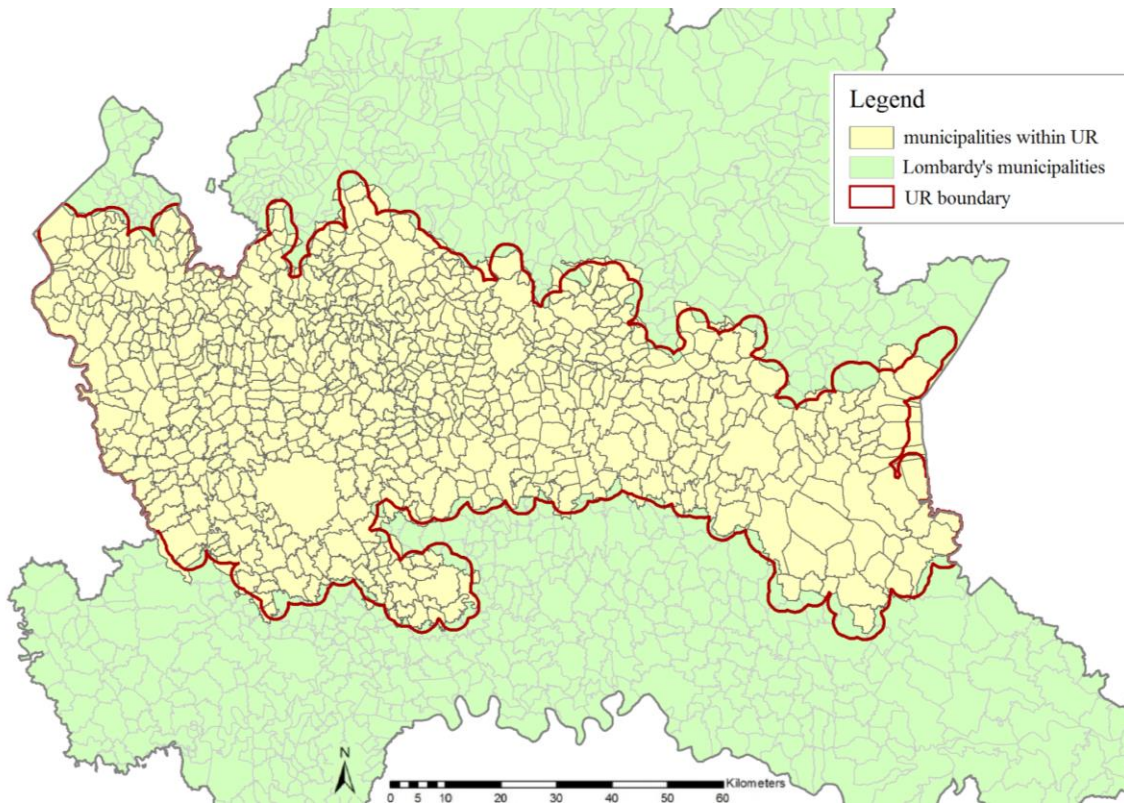 Legend
municipalities within UR
Lombardy's municipalities
UR boundary
N
Kilometers
0 5 10 20 30 40 50 60